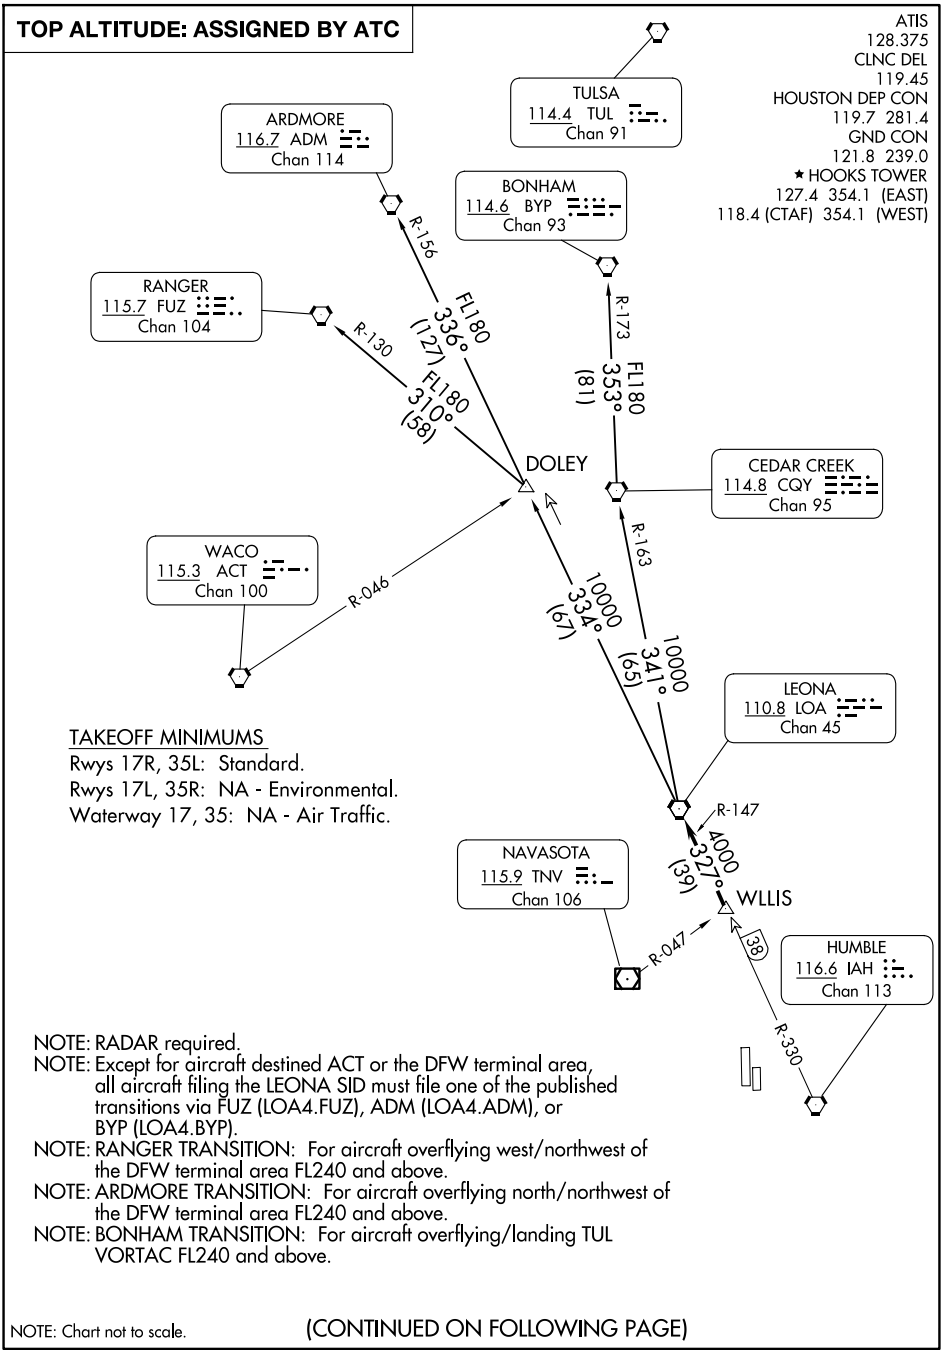 TOP ALTITUDE: ASSIGNED BY ATC
ATIS
128.375
CLNC DEL
119.45
HOUSTON DEP CON
119.7 281.4
GND CON
121.8 239.0
★ HOOKS TOWER
127.4 354.1 (EAST)
118.4 (CTAF) 354.1 (WEST)
TULSA
114.4 TUL
Chan 91
ARDMORE
116.7 ADM
Chan 114
BONHAM
114.6 BYP
Chan 93
RANGER
115.7 FUZ
Chan 104
R-156
FL180
336°
(127)
R-130
FL180
310°
(58)
R-173
FL180
353°
(81)
DOLEY
CEDAR CREEK
114.8 CQY
Chan 95
WACO
115.3 ACT
Chan 100
R-046
R-163
10000
334°
(67)
10000
341°
(65)
LEONA
110.8 LOA
Chan 45
TAKEOFF MINIMUMS
Rwys 17R, 35L: Standard.
Rwys 17L, 35R: NA - Environmental.
Waterway 17, 35: NA - Air Traffic.
R-147
4000
327°
(39)
NAVASOTA
115.9 TNV
Chan 106
WLLIS
R-047
38
HUMBLE
116.6 IAH
Chan 113
R-330
NOTE: RADAR required.
NOTE: Except for aircraft destined ACT or the DFW terminal area,
all aircraft filing the LEONA SID must file one of the published
transitions via FUZ (LOA4.FUZ), ADM (LOA4.ADM), or
BYP (LOA4.BYP).
NOTE: RANGER TRANSITION: For aircraft overflying west/northwest of
the DFW terminal area FL240 and above.
NOTE: ARDMORE TRANSITION: For aircraft overflying north/northwest of
the DFW terminal area FL240 and above.
NOTE: BONHAM TRANSITION: For aircraft overflying/landing TUL
VORTAC FL240 and above.
NOTE: Chart not to scale.
(CONTINUED ON FOLLOWING PAGE)